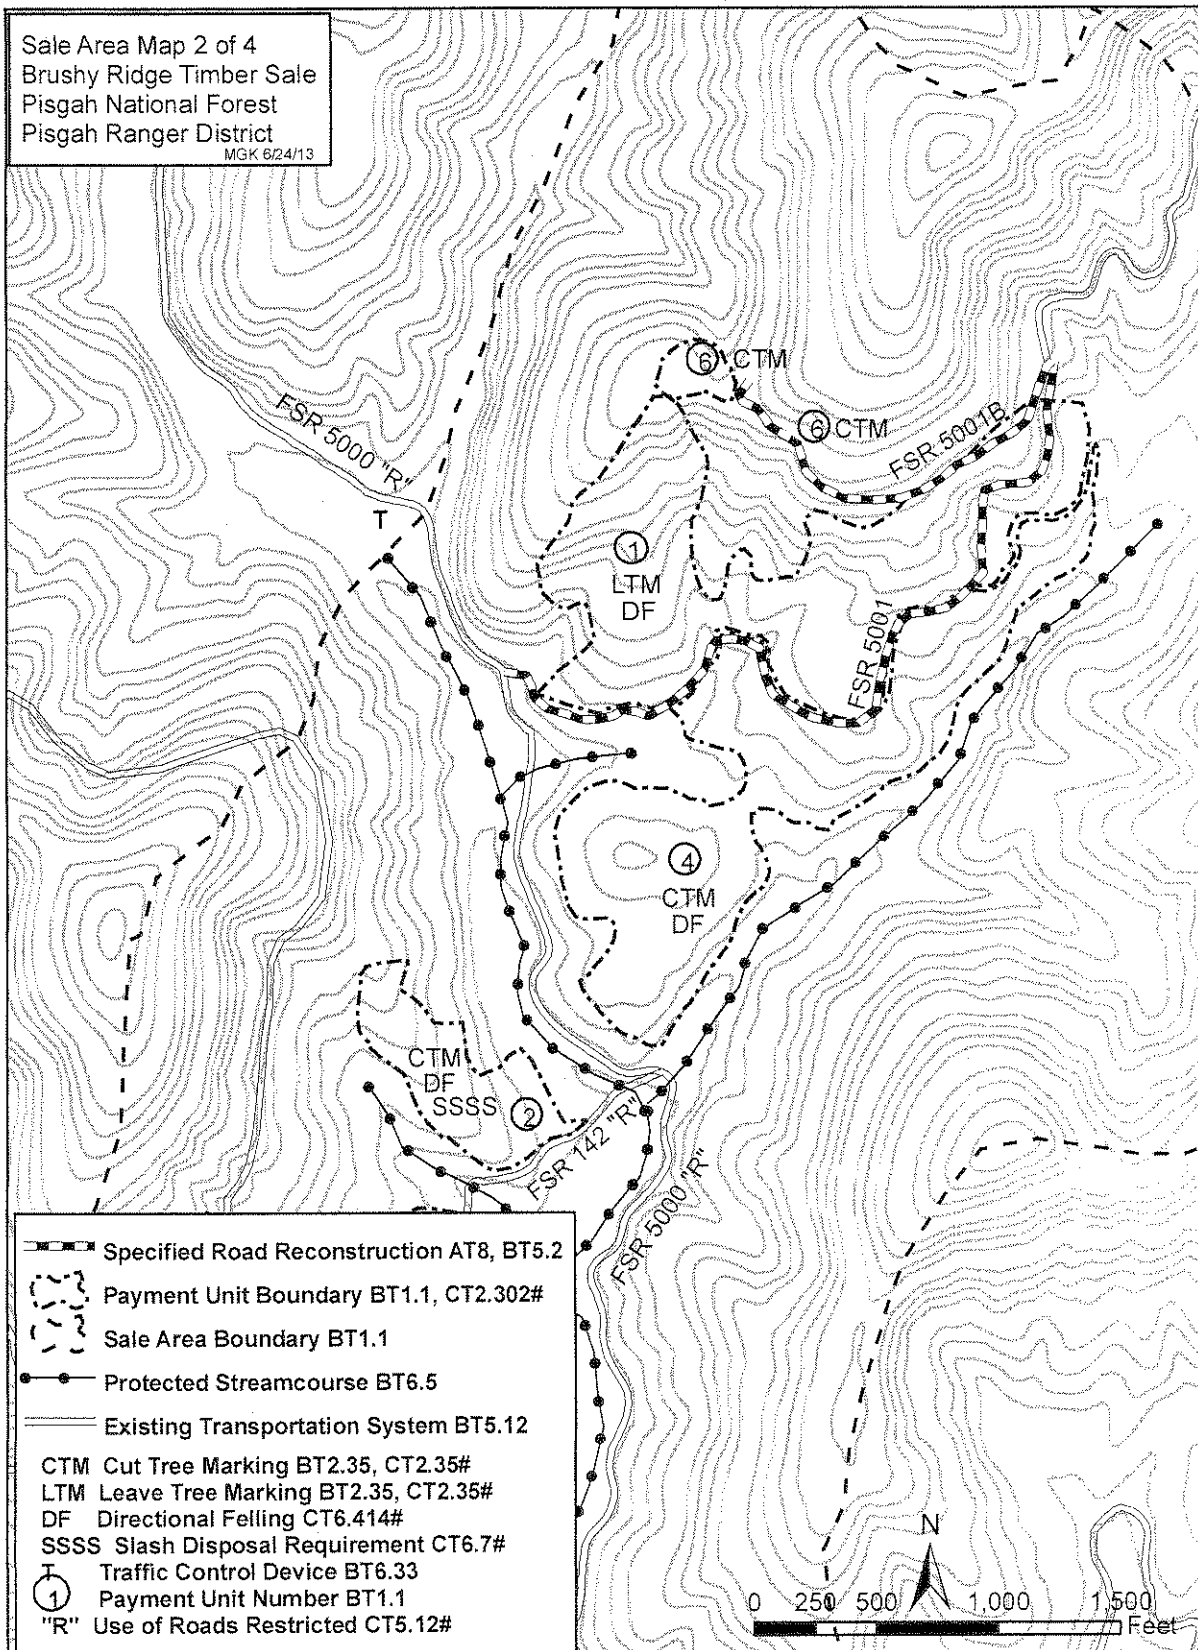 Sale Area Map 2 of 4
Brushy Ridge Timber Sale
Pisgah National Forest
Pisgah Ranger District
MGK 6/24/13
FSR 5000 "R"
T
6 CTM
6 CTM
FSR 5001B
1
LTM
DF
FSR 5001
4
CTM
DF
CTM
DF
SSSS
2
FSR 142 "R"
FSR 5000 "R"
Specified Road Reconstruction AT8, BT5.2
Payment Unit Boundary BT1.1, CT2.302#
Sale Area Boundary BT1.1
Protected Streamcourse BT6.5
Existing Transportation System BT5.12
CTM Cut Tree Marking BT2.35, CT2.35#
LTM Leave Tree Marking BT2.35, CT2.35#
DF Directional Felling CT6.414#
SSSS Slash Disposal Requirement CT6.7#
T Traffic Control Device BT6.33
1 Payment Unit Number BT1.1
"R" Use of Roads Restricted CT5.12#
N
0 250 500 1,000 1,500
Feet